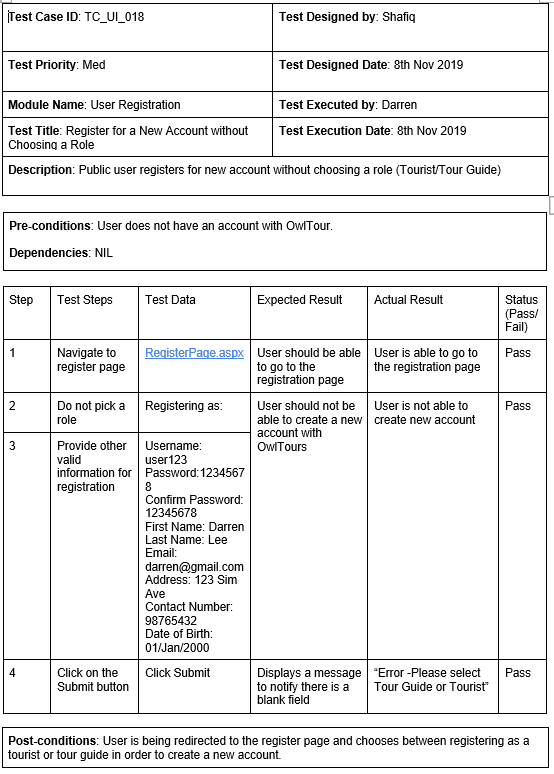 Test Case ID: TC_UI_018
Test Designed by: Shafiq
Test Priority: Med
Test Designed Date: 8th Nov 2019
Module Name: User Registration
Test Executed by: Darren
Test Title: Register for a New Account without
Choosing a Role
Test Execution Date: 8th Nov 2019
Description: Public user registers for new account without choosing a role (Tourist/Tour Guide)
Pre-conditions: User does not have an account with OwlTour.
Dependencies: NIL
Step
Test Steps
Test Data
Expected Result
Actual Result
Status
(Pass/
Fail)
1
Navigate to
register page
RegisterPage.aspx
User should be able
to go to the
registration page
User is able to go to
the registration page
Pass
2
Do not pick a
role
Registering as:
User should not be
able to create a new
account with
OwlTours
User is not able to
create new account
Pass
3
Provide other
valid
information for
registration
Username:
user123
Password:1234567
8
Confirm Password:
12345678
First Name: Darren
Last Name: Lee
Email:
darren@gmail.com
Address: 123 Sim
Ave
Contact Number:
98765432
Date of Birth:
01/Jan/2000
4
Click on the
Submit button
Click Submit
Displays a message
to notify there is a
blank field
“Error -Please select
Tour Guide or Tourist”
Pass
Post-conditions: User is being redirected to the register page and chooses between registering as a
tourist or tour guide in order to create a new account.